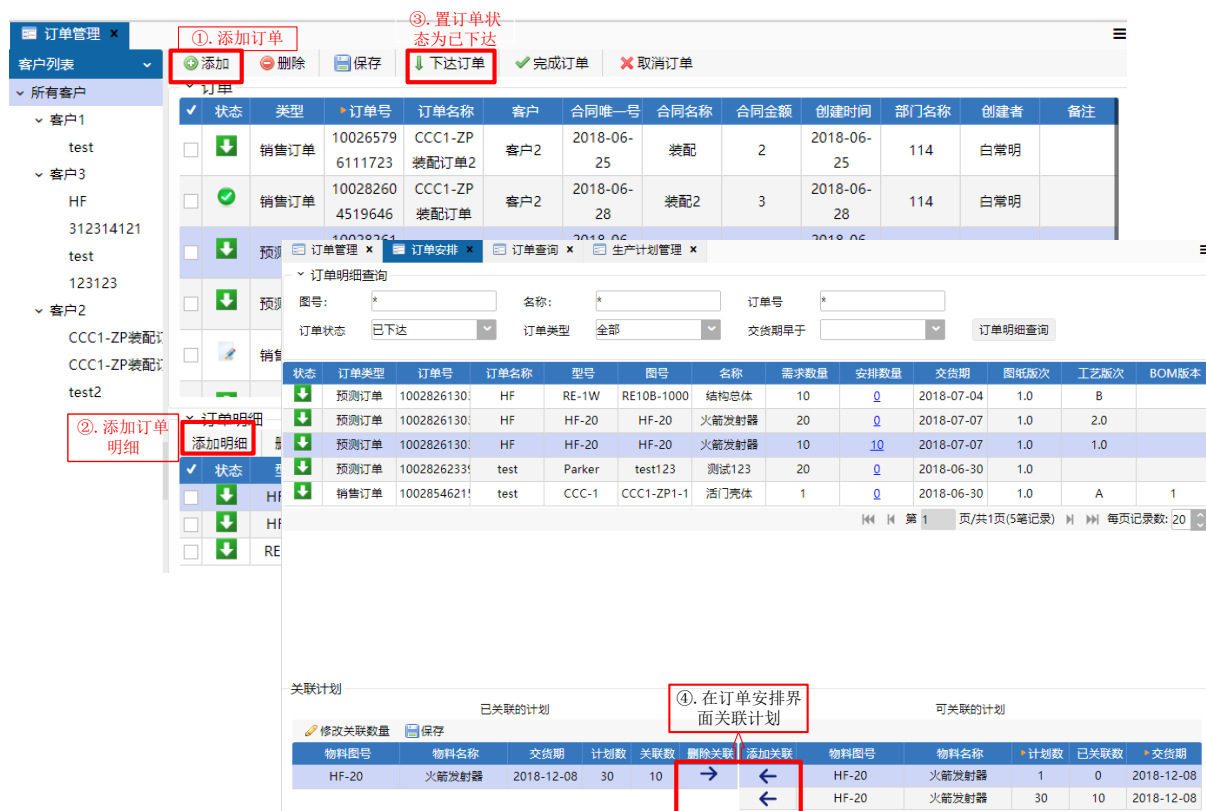 订单管理 ×
①. 添加订单
③. 置订单状
态为已下达
客户列表
添加 删除 保存 下达订单 完成订单 取消订单
所有客户
客户1
test
客户3
HF
312314121
test
123123
客户2
CCC1-ZP装配订
CCC1-ZP装配订
test2
订单
状态 类型 订单号 订单名称 客户 合同唯一号 合同名称 合同金额 创建时间 部门名称 创建者 备注
销售订单 10026579 6111723 CCC1-ZP 装配订单2 客户2 2018-06-25 装配 2 2018-06-25 114 白常明
销售订单 10028260 4519646 CCC1-ZP 装配订单 客户2 2018-06-28 装配2 3 2018-06-28 114 白常明
预测
预测
销售
②. 添加订单
明细
订单明细
添加明细
状态
HF
HF
RE
订单管理 × 订单安排 × 订单查询 × 生产计划管理 ×
订单明细查询
图号: * 名称: * 订单号 *
订单状态 已下达 订单类型 全部 交货期早于 订单明细查询
状态 订单类型 订单号 订单名称 型号 图号 名称 需求数量 安排数量 交货期 图纸版次 工艺版次 BOM版本
预测订单 1002826130 HF RE-1W RE10B-1000 结构总体 10 0 2018-07-04 1.0 B
预测订单 1002826130 HF HF-20 HF-20 火箭发射器 20 0 2018-07-07 1.0 2.0
预测订单 1002826130 HF HF-20 HF-20 火箭发射器 10 10 2018-07-07 1.0 1.0
预测订单 1002826233 test Parker test123 测试123 20 0 2018-06-30 1.0
销售订单 1002854621 test CCC-1 CCC1-ZP1-1 活门壳体 1 0 2018-06-30 1.0 A 1
第 1 页/共1页(5笔记录) 每页记录数: 20
关联计划
④. 在订单安排界
面关联计划
已关联的计划 可关联的计划
修改关联数量 保存
物料图号 物料名称 交货期 计划数 关联数 删除关联 添加关联 物料图号 物料名称 计划数 已关联数 交货期
HF-20 火箭发射器 2018-12-08 30 10 → ← HF-20 火箭发射器 1 0 2018-12-08
← HF-20 火箭发射器 30 10 2018-12-08